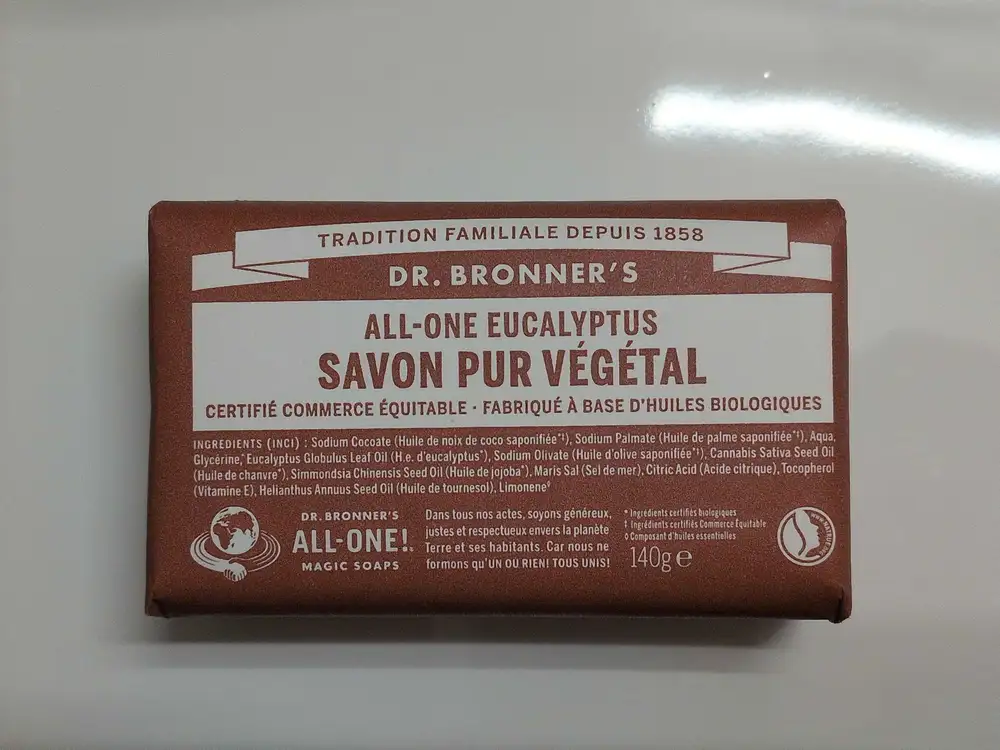 TRADITION FAMILIALE DEPUIS 1858
DR. BRONNER'S
ALL-ONE EUCALYPTUS
SAVON PUR VÉGÉTAL
CERTIFIÉ COMMERCE ÉQUITABLE · FABRIQUÉ À BASE D'HUILES BIOLOGIQUES
INGRÉDIENTS (INCI) : Sodium Cocoate (Huile de noix de coco saponifiée*‡), Sodium Palmate (Huile de palme saponifiée*‡), Aqua,
Glycérine,* Eucalyptus Globulus Leaf Oil (H.e. d'eucalyptus*), Sodium Olivate (Huile d'olive saponifiée*‡), Cannabis Sativa Seed Oil
(Huile de chanvre*), Simmondsia Chinensis Seed Oil (Huile de jojoba*), Maris Sal (Sel de mer), Citric Acid (Acide citrique), Tocopherol
(Vitamine E), Helianthus Annuus Seed Oil (Huile de tournesol), Limonene◊
DR. BRONNER'S
ALL-ONE!
MAGIC SOAPS
Dans tous nos actes, soyons généreux,
justes et respectueux envers la planète
Terre et ses habitants. Car nous ne
formons qu'UN OU RIEN! TOUS UNIS!
* Ingrédients certifiés biologiques
‡ Ingrédients certifiés Commerce Équitable
◊ Composant d'huiles essentielles
140g e